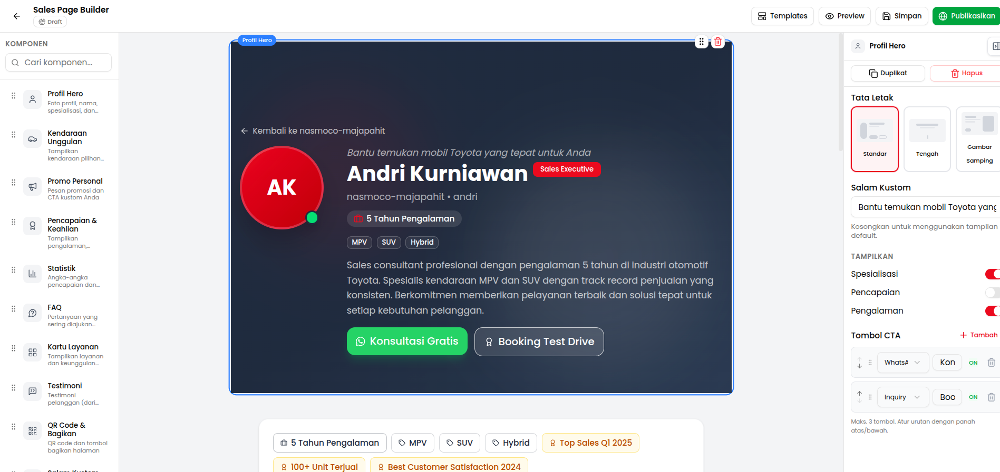 Sales Page Builder
Draft
Templates
Preview
Simpan
Publikasikan
KOMPONEN
Cari komponen...
Profil Hero
Foto profil, nama,
spesialisasi, dan...
Kendaraan
Unggulan
Tampilkan
kendaraan pilihan...
Promo Personal
Pesan promosi dan
CTA kustom Anda
Pencapaian &
Keahlian
Tampilkan
pengalaman,...
Statistik
Angka-angka
pencapaian dan...
FAQ
Pertanyaan yang
sering diajukan...
Kartu Layanan
Tampilkan layanan
dan keunggulan...
Testimoni
Testimoni
pelanggan (dari...
QR Code &
Bagikan
QR code dan tombol
bagikan halaman
Salam Kustom
Profil Hero
Kembali ke nasmoco-majapahit
AK
Bantu temukan mobil Toyota yang tepat untuk Anda
Andri Kurniawan Sales Executive
nasmoco-majapahit • andri
5 Tahun Pengalaman
MPV SUV Hybrid
Sales consultant profesional dengan pengalaman 5 tahun di industri otomotif
Toyota. Spesialis kendaraan MPV dan SUV dengan track record penjualan yang
konsisten. Berkomitmen memberikan pelayanan terbaik dan solusi tepat untuk
setiap kebutuhan pelanggan.
Konsultasi Gratis Booking Test Drive
5 Tahun Pengalaman MPV SUV Hybrid Top Sales Q1 2025
100+ Unit Terjual Best Customer Satisfaction 2024
Profil Hero
Duplikat Hapus
Tata Letak
Standar
Tengah
Gambar
Samping
Salam Kustom
Bantu temukan mobil Toyota yang
Kosongkan untuk menggunakan tampilan
default.
TAMPILKAN
Spesialisasi
Pencapaian
Pengalaman
Tombol CTA Tambah
WhatsA Kon ON
Inquiry Boo ON
Maks. 3 tombol. Atur urutan dengan panah
atas/bawah.